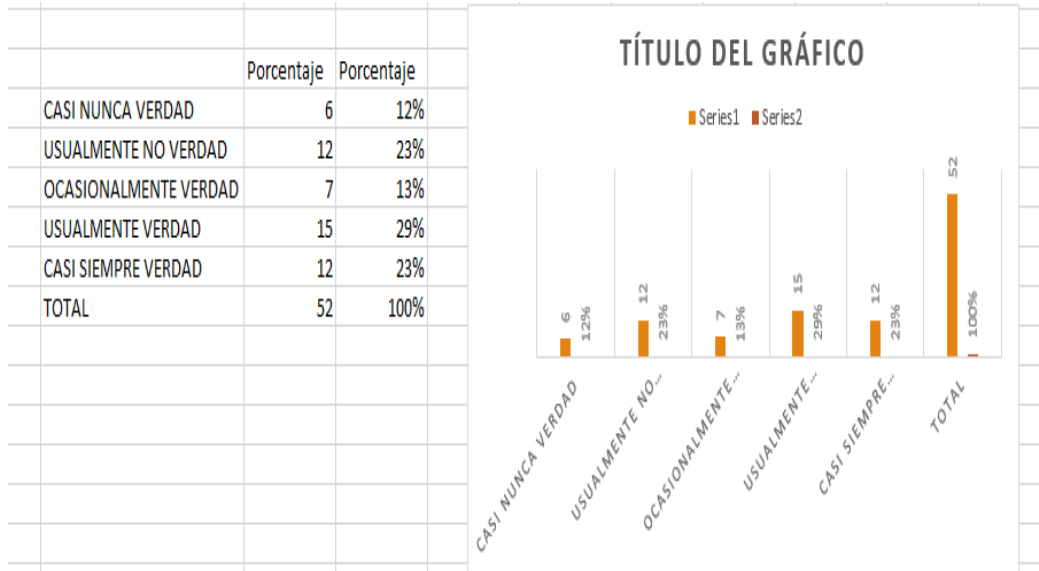 Porcentaje Porcentaje
CASI NUNCA VERDAD 6 12%
USUALMENTE NO VERDAD 12 23%
OCASIONALMENTE VERDAD 7 13%
USUALMENTE VERDAD 15 29%
CASI SIEMPRE VERDAD 12 23%
TOTAL 52 100%
TÍTULO DEL GRÁFICO
Series1 Series2
6
12%
12
23%
7
13%
15
29%
12
23%
52
100%
CASI NUNCA VERDAD
USUALMENTE NO...
OCASIONALMENTE...
USUALMENTE...
CASI SIEMPRE...
TOTAL